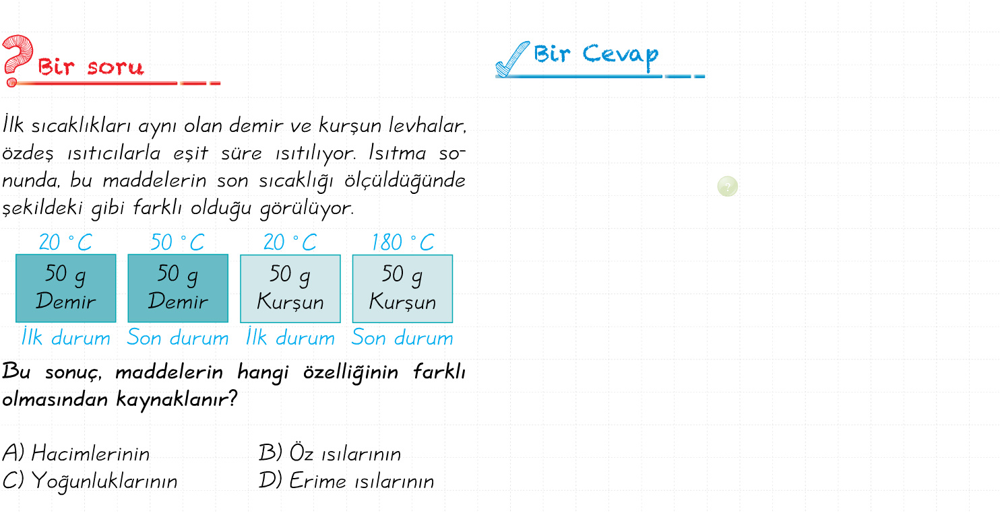 Bir soru
İlk sıcaklıkları aynı olan demir ve kurşun levhalar,
özdeş ısıtıcılarla eşit süre ısıtılıyor. Isıtma so-
nunda, bu maddelerin son sıcaklığı ölçüldüğünde
şekildeki gibi farklı olduğu görülüyor.
20 °C 50 °C 20 °C 180 °C
50 g 50 g 50 g 50 g
Demir Demir Kurşun Kurşun
İlk durum Son durum İlk durum Son durum
Bu sonuç, maddelerin hangi özelliğinin farklı
olmasından kaynaklanır?
A) Hacimlerinin B) Öz ısılarının
C) Yoğunluklarının D) Erime ısılarının
Bir Cevap
?